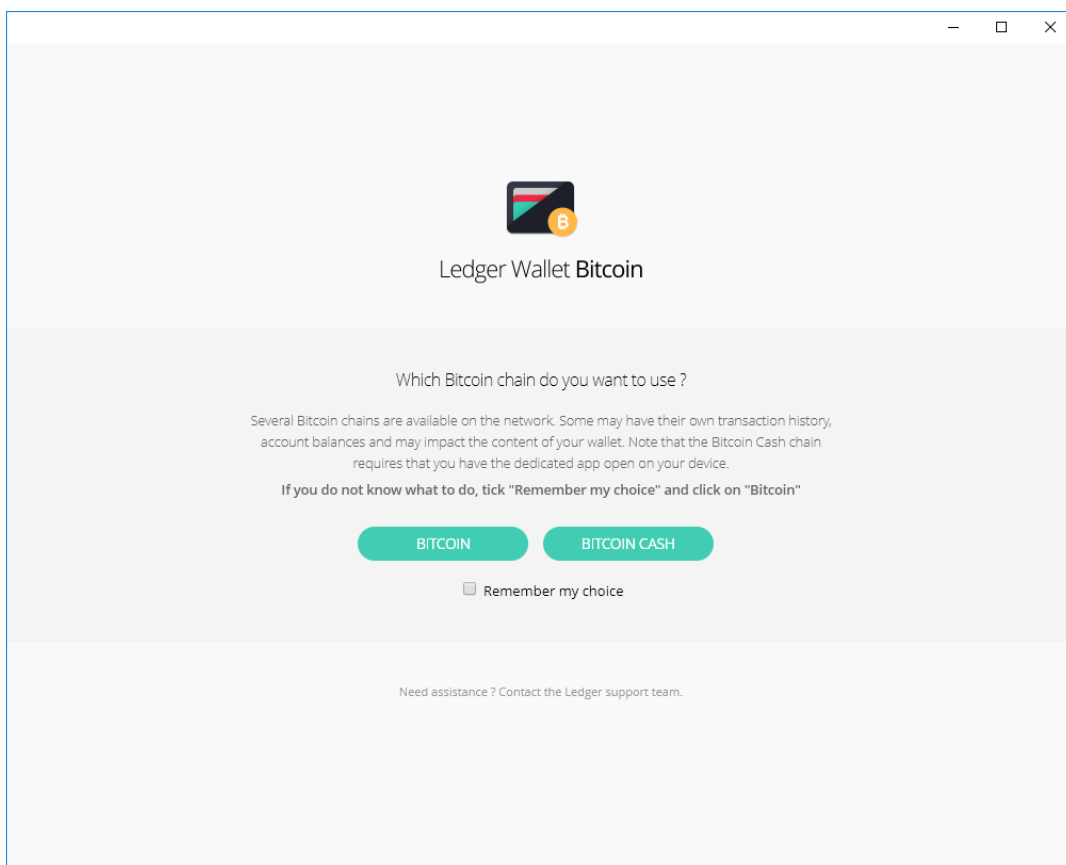 Ledger Wallet Bitcoin
Which Bitcoin chain do you want to use ?
Several Bitcoin chains are available on the network. Some may have their own transaction history,
account balances and may impact the content of your wallet. Note that the Bitcoin Cash chain
requires that you have the dedicated app open on your device.
If you do not know what to do, tick "Remember my choice" and click on "Bitcoin"
BITCOIN BITCOIN CASH
Remember my choice
Need assistance ? Contact the Ledger support team.